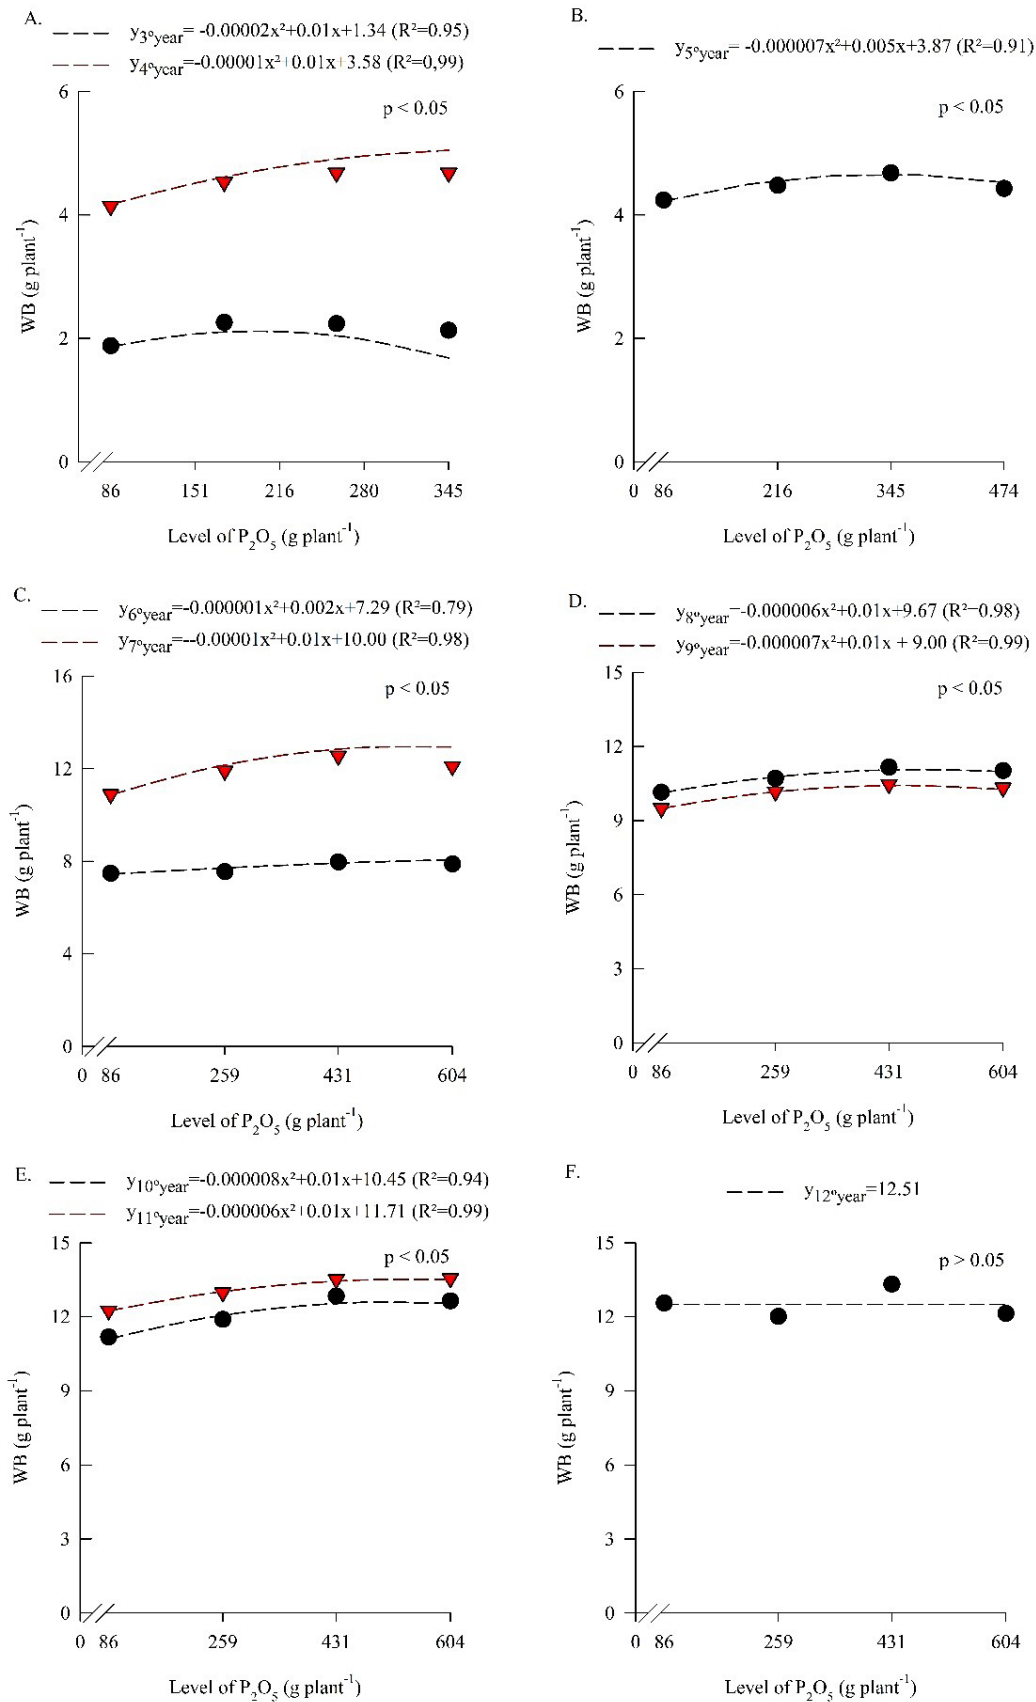 A.
y3ºyear= -0.00002x²+0.01x+1.34 (R²=0.95)
y4ºyear=-0.00001x²+0.01x+3.58 (R²=0,99)
p < 0.05
6
4
2
0
WB (g plant-1)
86 151 216 280 345
Level of P2O5 (g plant-1)
B.
y5ºyear= -0.000007x²+0.005x+3.87 (R²=0.91)
p < 0.05
6
4
2
0
WB (g plant-1)
0 86 216 345 474
Level of P2O5 (g plant-1)
C.
y6ºyear=-0.000001x²+0.002x+7.29 (R²=0.79)
y7ºyear=--0.00001x²+0.01x+10.00 (R²=0.98)
p < 0.05
16
12
8
4
0
WB (g plant-1)
0 86 259 431 604
Level of P2O5 (g plant-1)
D.
y8ºyear=-0.000006x²+0.01x+9.67 (R²=0.98)
y9ºyear=-0.000007x²+0.01x + 9.00 (R²=0.99)
p < 0.05
15
12
9
6
3
0
WB (g plant-1)
0 86 259 431 604
Level of P2O5 (g plant-1)
E.
y10ºyear=-0.000008x²+0.01x+10.45 (R²=0.94)
y11ºyear=-0.000006x²+0.01x+11.71 (R²=0.99)
p < 0.05
15
12
9
6
3
0
WB (g plant-1)
0 86 259 431 604
Level of P2O5 (g plant-1)
F.
y12ºyear=12.51
p > 0.05
15
12
9
6
3
0
WB (g plant-1)
0 86 259 431 604
Level of P2O5 (g plant-1)